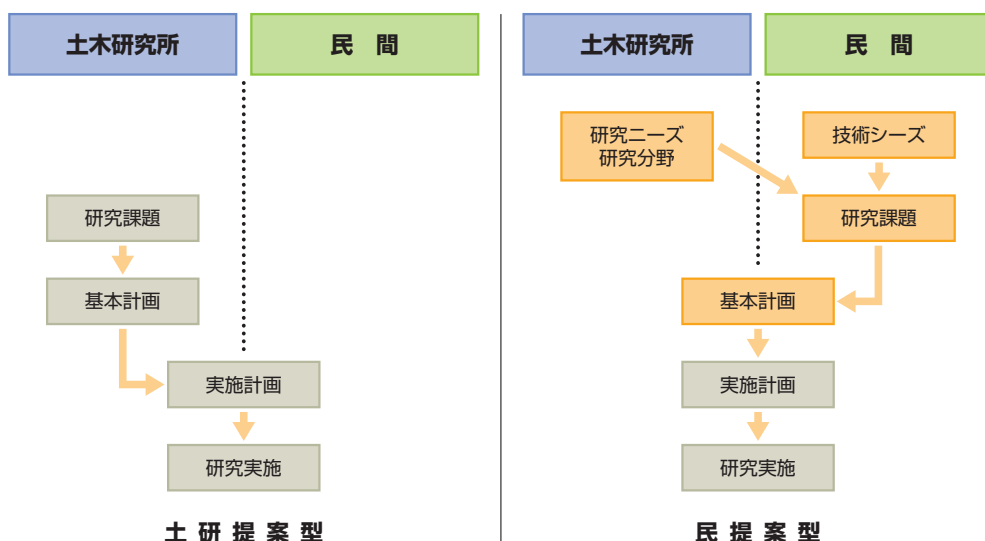 土木研究所
民 間
研究課題
基本計画
実施計画
研究実施
土研提案型
土木研究所
民 間
研究ニーズ
研究分野
技術シーズ
研究課題
基本計画
実施計画
研究実施
民提案型